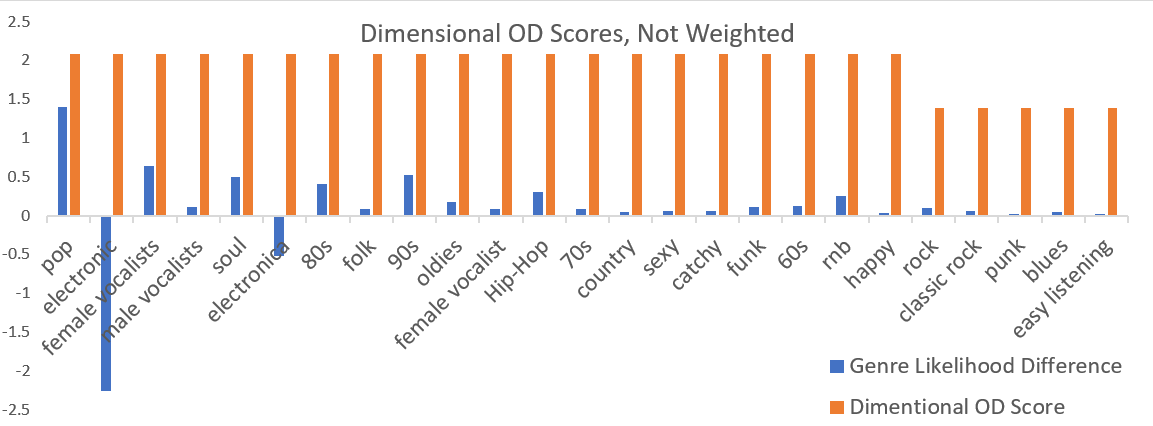 Dimensional OD Scores, Not Weighted
2.5
2
1.5
1
0.5
0
-0.5
-1
-1.5
-2
-2.5
pop
electronic
female vocalists
male vocalists
soul
electronica
80s
folk
90s
oldies
female vocalist
Hip-Hop
70s
country
sexy
catchy
funk
60s
rnb
happy
rock
classic rock
punk
blues
easy listening
Genre Likelihood Difference
Dimentional OD Score